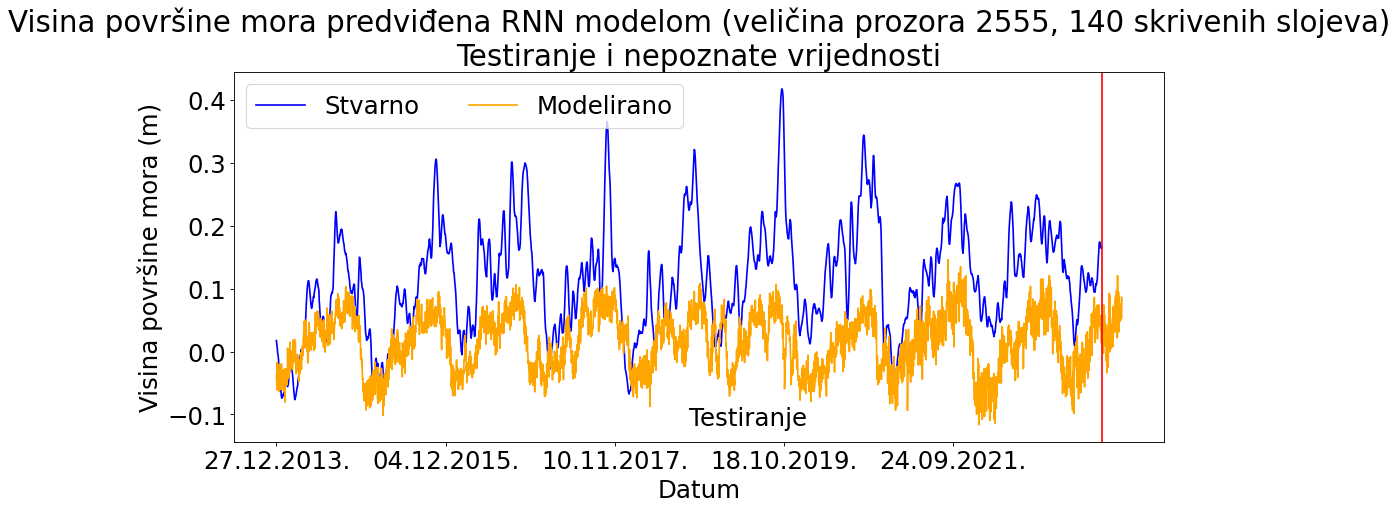 Visina površine mora predviđena RNN modelom (veličina prozora 2555, 140 skrivenih slojeva)
Testiranje i nepoznate vrijednosti
Stvarno
Modelirano
Visina površine mora (m)
0.4
0.3
0.2
0.1
0.0
−0.1
Testiranje
27.12.2013.
04.12.2015.
10.11.2017.
18.10.2019.
24.09.2021.
Datum